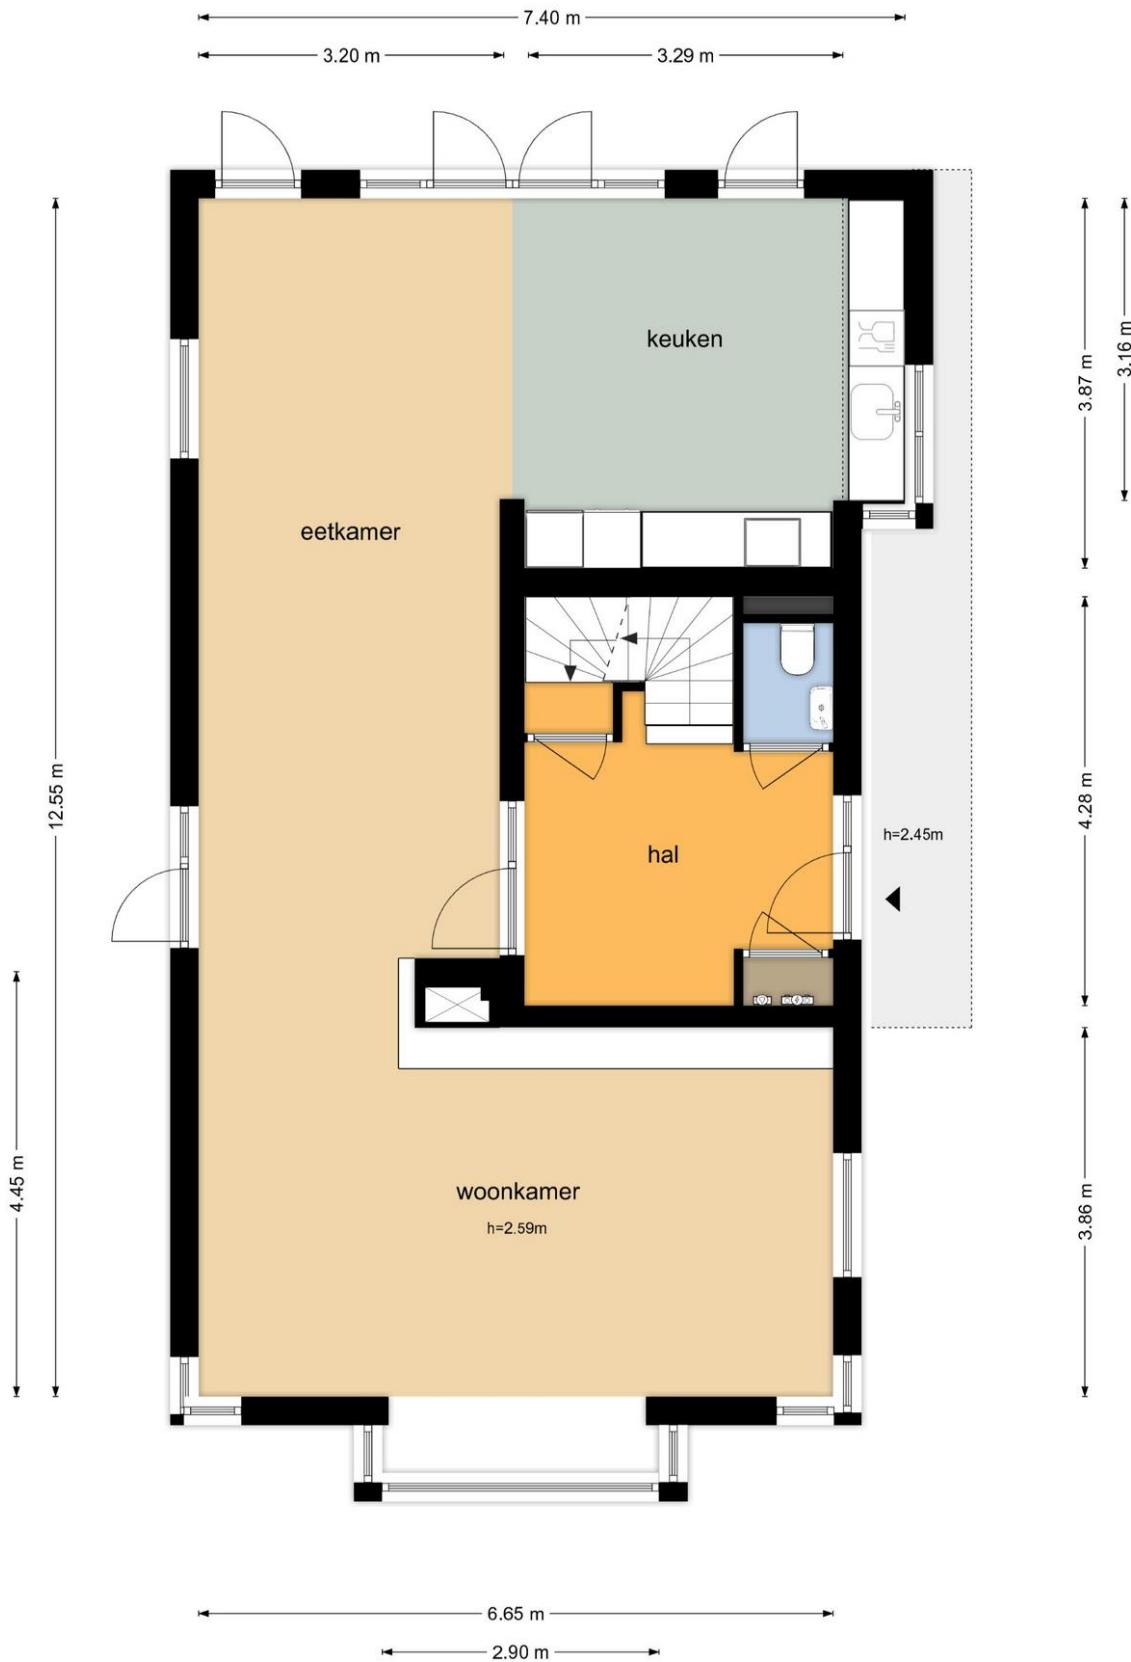 7.40 m
3.20 m
3.29 m
keuken
3.87 m
3.16 m
eetkamer
12.55 m
4.28 m
h=2.45m
hal
4.45 m
woonkamer
h=2.59m
3.86 m
6.65 m
2.90 m